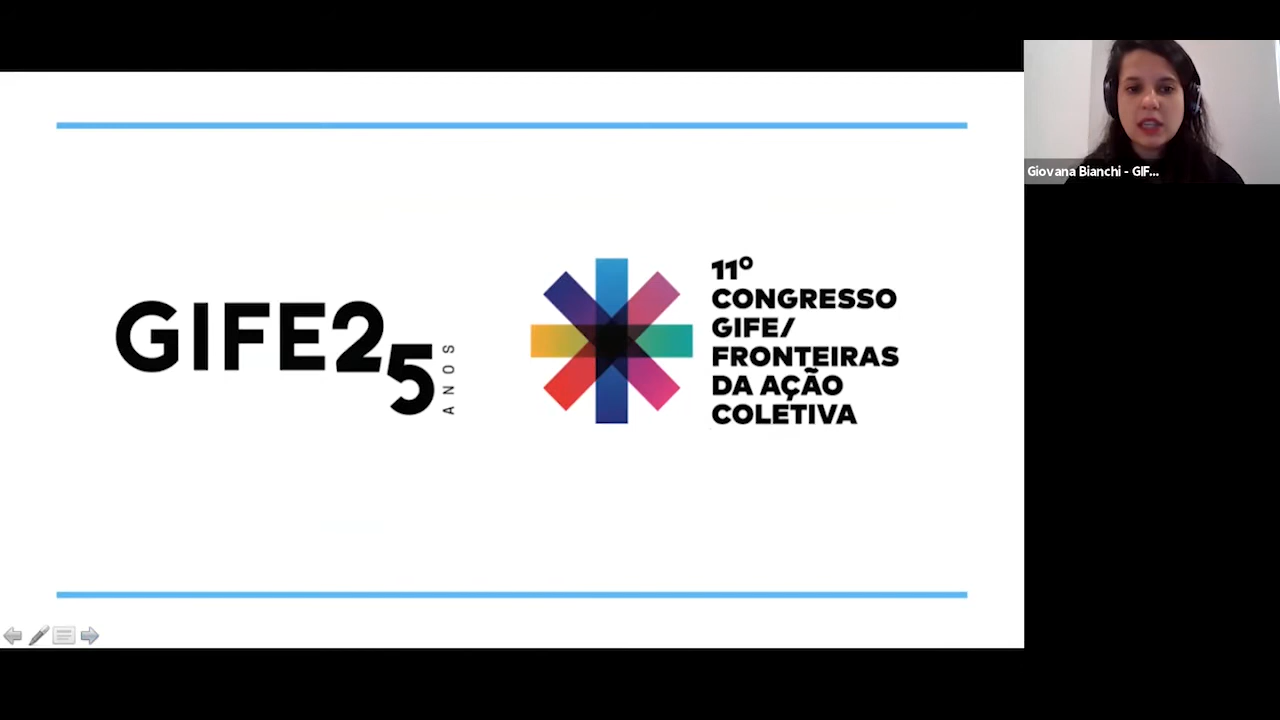 GIFE25
ANOS
11º
CONGRESSO
GIFE/
FRONTEIRAS
DA AÇÃO
COLETIVA
Giovana Bianchi - GIF...